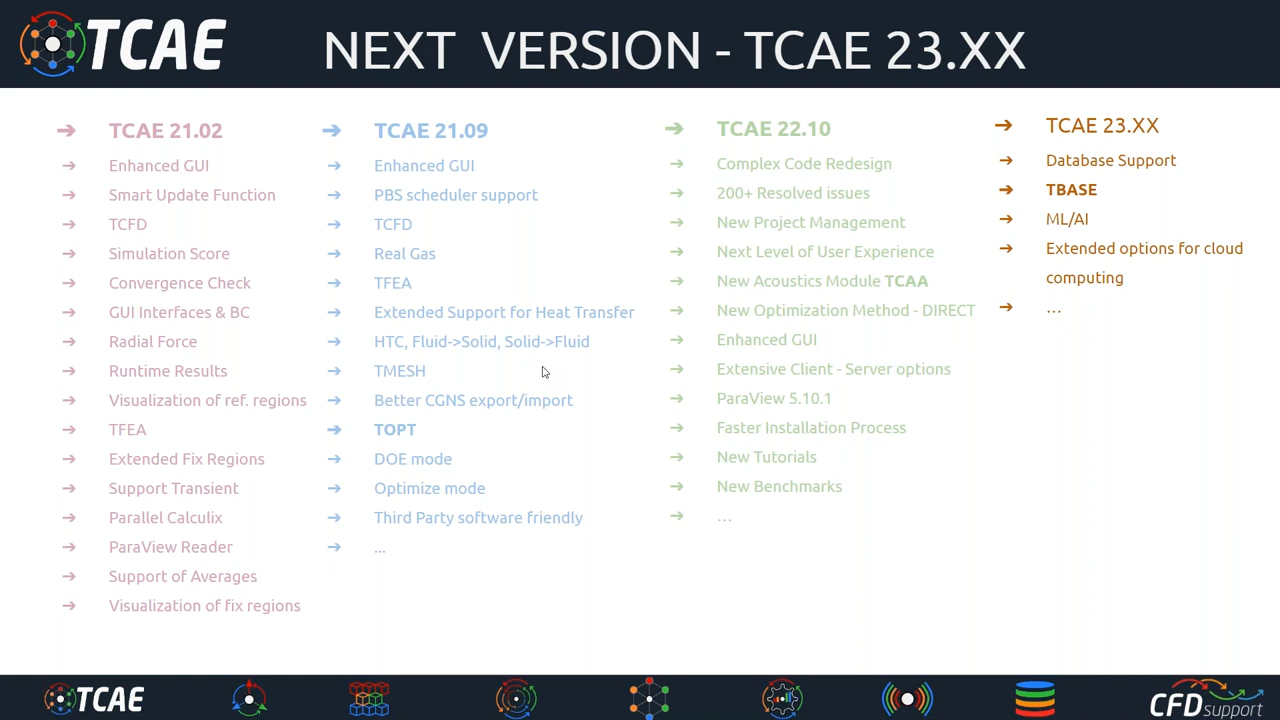 TCAE
NEXT VERSION - TCAE 23.XX
TCAE 21.02
Enhanced GUI
Smart Update Function
TCFD
Simulation Score
Convergence Check
GUI Interfaces & BC
Radial Force
Runtime Results
Visualization of ref. regions
TFEA
Extended Fix Regions
Support Transient
Parallel Calculix
ParaView Reader
Support of Averages
Visualization of fix regions
TCAE 21.09
Enhanced GUI
PBS scheduler support
TCFD
Real Gas
TFEA
Extended Support for Heat Transfer
HTC, Fluid->Solid, Solid->Fluid
TMESH
Better CGNS export/import
TOPT
DOE mode
Optimize mode
Third Party software friendly
...
TCAE 22.10
Complex Code Redesign
200+ Resolved issues
New Project Management
Next Level of User Experience
New Acoustics Module TCAA
New Optimization Method - DIRECT
Enhanced GUI
Extensive Client - Server options
ParaView 5.10.1
Faster Installation Process
New Tutorials
New Benchmarks
...
TCAE 23.XX
Database Support
TBASE
ML/AI
Extended options for cloud
computing
...
TCAE
CFD support